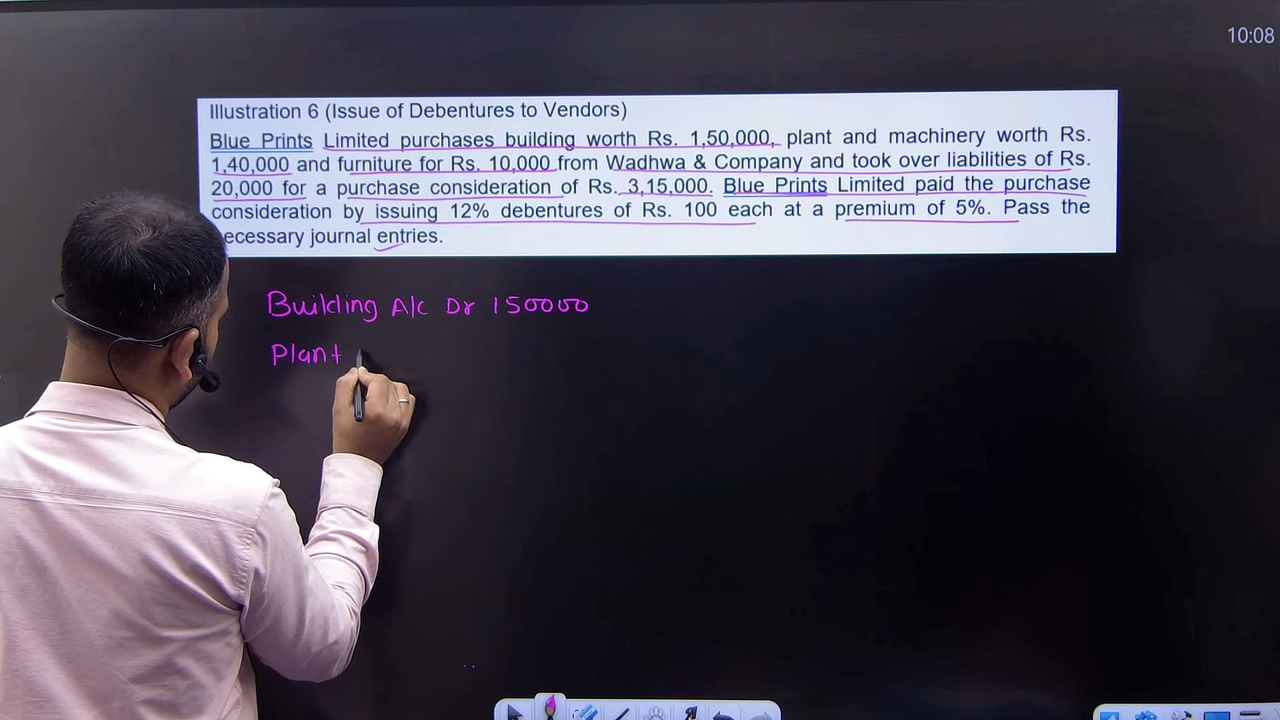 10:08
Illustration 6 (Issue of Debentures to Vendors)
Blue Prints Limited purchases building worth Rs. 1,50,000, plant and machinery worth Rs.
1,40,000 and furniture for Rs. 10,000 from Wadhwa & Company and took over liabilities of Rs.
20,000 for a purchase consideration of Rs. 3,15,000. Blue Prints Limited paid the purchase
consideration by issuing 12% debentures of Rs. 100 each at a premium of 5%. Pass the
ecessary journal entries.
Building A/c Dr 150000
Plant